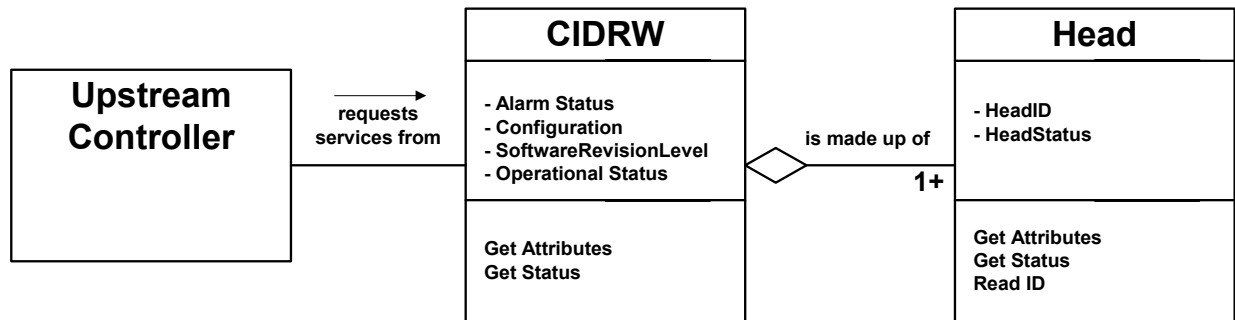 Upstream
Controller
requests
services from
CIDRW
- Alarm Status
- Configuration
- SoftwareRevisionLevel
- Operational Status
Get Attributes
Get Status
is made up of
1+
Head
- HeadID
- HeadStatus
Get Attributes
Get Status
Read ID